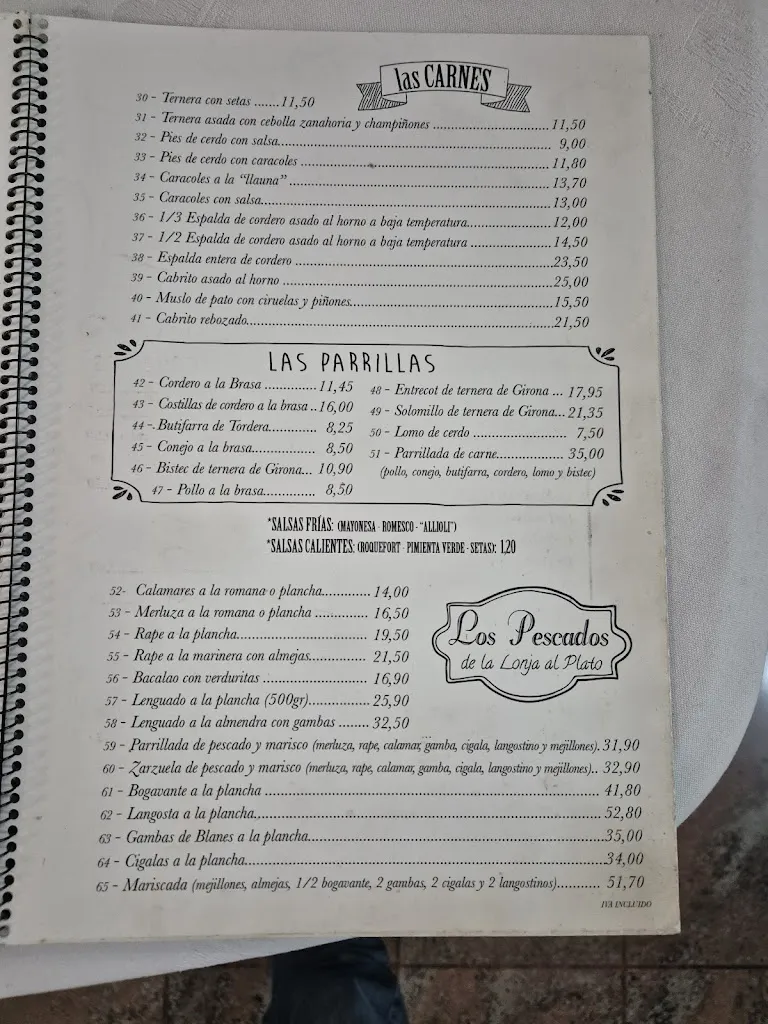 las CARNES
30 - Ternera con setas .......11,50
31 - Ternera asada con cebolla zanahoria y champiñones ..............................11,50
32 - Pies de cerdo con salsa.................................................................... 9,00
33 - Pies de cerdo con caracoles ...............................................................11,80
34 - Caracoles a la "llauna" .................................................................13,70
35 - Caracoles con salsa........................................................................13,00
36 - 1/3 Espalda de cordero asado al horno a baja temperatura.....................12,00
37 - 1/2 Espalda de cordero asado al horno a baja temperatura .....................14,50
38 - Espalda entera de cordero ................................................................23,50
39 - Cabrito asado al horno ...................................................................25,00
40 - Muslo de pato con ciruelas y piñones...................................................15,50
41 - Cabrito rebozado............................................................................21,50
LAS PARRILLAS
42 - Cordero a la Brasa .............11,45
43 - Costillas de cordero a la brasa ..16,00
44 - Butifarra de Tordera............ 8,25
45 - Conejo a la brasa................ 8,50
46 - Bistec de ternera de Girona... 10,90
47 - Pollo a la brasa................ 8,50
48 - Entrecot de ternera de Girona ... 17,95
49 - Solomillo de ternera de Girona...21,35
50 - Lomo de cerdo ....................... 7,50
51 - Parrillada de carne................. 35,00
(pollo, conejo, butifarra, cordero, lomo y bistec)
*SALSAS FRÍAS: (MAYONESA - ROMESCO - "ALLIOLI")
*SALSAS CALIENTES: (ROQUEFORT - PIMIENTA VERDE - SETAS): 1,20
Los Pescados
de la Lonja al Plato
52- Calamares a la romana o plancha............14,00
53 - Merluza a la romana o plancha .............16,50
54 - Rape a la plancha.................................19,50
55 - Rape a la marinera con almejas..............21,50
56 - Bacalao con verduritas .........................16,90
57 - Lenguado a la plancha (500gr)...............25,90
58 - Lenguado a la almendra con gambas ........32,50
59 - Parrillada de pescado y marisco (merluza, rape, calamar, gamba, cigala, langostino y mejillones). 31,90
60 - Zarzuela de pescado y marisco (merluza, rape, calamar, gamba, cigala, langostino y mejillones).. 32,90
61 - Bogavante a la plancha ........................................................................ 41,80
62 - Langosta a la plancha.......................................................................... 52,80
63 - Gambas de Blanes a la plancha................................................................35,00
64 - Cigalas a la plancha............................................................................. 34,00
65 - Mariscada (mejillones, almejas, 1/2 bogavante, 2 gambas, 2 cigalas y 2 langostinos)........... 51,70
IVA INCLUIDO